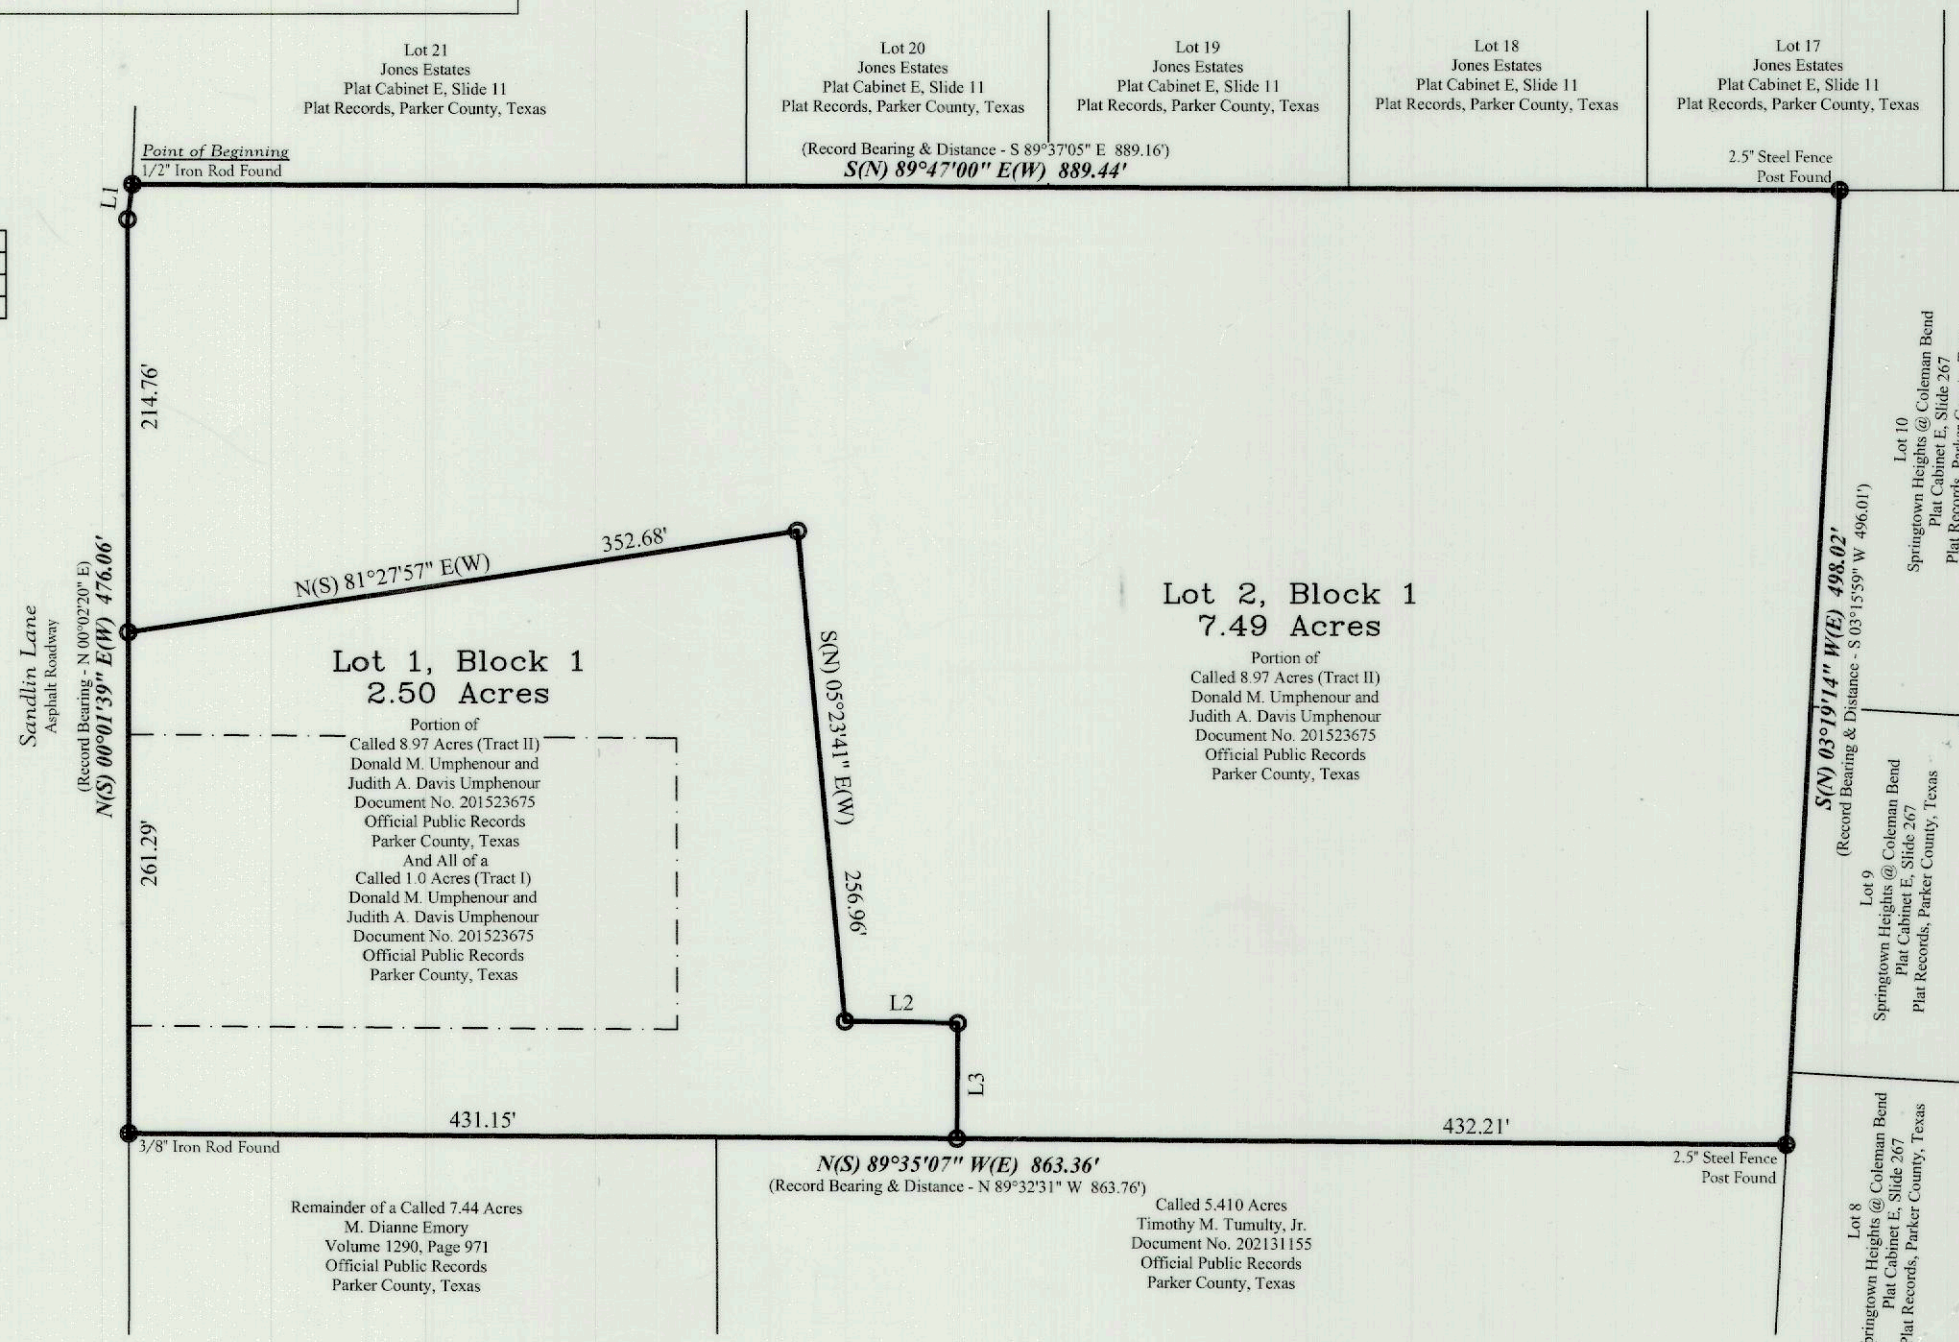 Lot 21
Jones Estates
Plat Cabinet E, Slide 11
Plat Records, Parker County, Texas
Lot 20
Jones Estates
Plat Cabinet E, Slide 11
Plat Records, Parker County, Texas
Lot 19
Jones Estates
Plat Cabinet E, Slide 11
Plat Records, Parker County, Texas
Lot 18
Jones Estates
Plat Cabinet E, Slide 11
Plat Records, Parker County, Texas
Lot 17
Jones Estates
Plat Cabinet E, Slide 11
Plat Records, Parker County, Texas
Point of Beginning
1/2" Iron Rod Found
(Record Bearing & Distance - S 89°37'05" E 889.16')
S(N) 89°47'00" E(W) 889.44'
2.5" Steel Fence
Post Found
L1
214.76'
N(S) 81°27'57" E(W) 352.68'
Sandlin Lane
Asphalt Roadway
(Record Bearing - N 00°02'20" E)
N(S) 00°01'39" E(W) 476.06'
261.29'
Lot 1, Block 1
2.50 Acres
Portion of
Called 8.97 Acres (Tract II)
Donald M. Umphenour and
Judith A. Davis Umphenour
Document No. 201523675
Official Public Records
Parker County, Texas
And All of a
Called 1.0 Acres (Tract I)
Donald M. Umphenour and
Judith A. Davis Umphenour
Document No. 201523675
Official Public Records
Parker County, Texas
S(N) 05°23'41" E(W) 256.96'
L2
L3
Lot 2, Block 1
7.49 Acres
Portion of
Called 8.97 Acres (Tract II)
Donald M. Umphenour and
Judith A. Davis Umphenour
Document No. 201523675
Official Public Records
Parker County, Texas
S(N) 03°19'14" W(E) 498.02'
(Record Bearing & Distance - S 03°15'59" W 496.01')
Lot 10
Springtown Heights @ Coleman Bend
Plat Cabinet E, Slide 267
Plat Records, Parker
Lot 9
Springtown Heights @ Coleman Bend
Plat Cabinet E, Slide 267
Plat Records, Parker County, Texas
Lot 8
Heights @ Coleman Bend
Plat Cabinet E, Slide 267
Plat Records, Parker County, Texas
431.15'
432.21'
3/8" Iron Rod Found
N(S) 89°35'07" W(E) 863.36'
(Record Bearing & Distance - N 89°32'31" W 863.76')
2.5" Steel Fence
Post Found
Remainder of a Called 7.44 Acres
M. Dianne Emory
Volume 1290, Page 971
Official Public Records
Parker County, Texas
Called 5.410 Acres
Timothy M. Tumulty, Jr.
Document No. 202131155
Official Public Records
Parker County, Texas